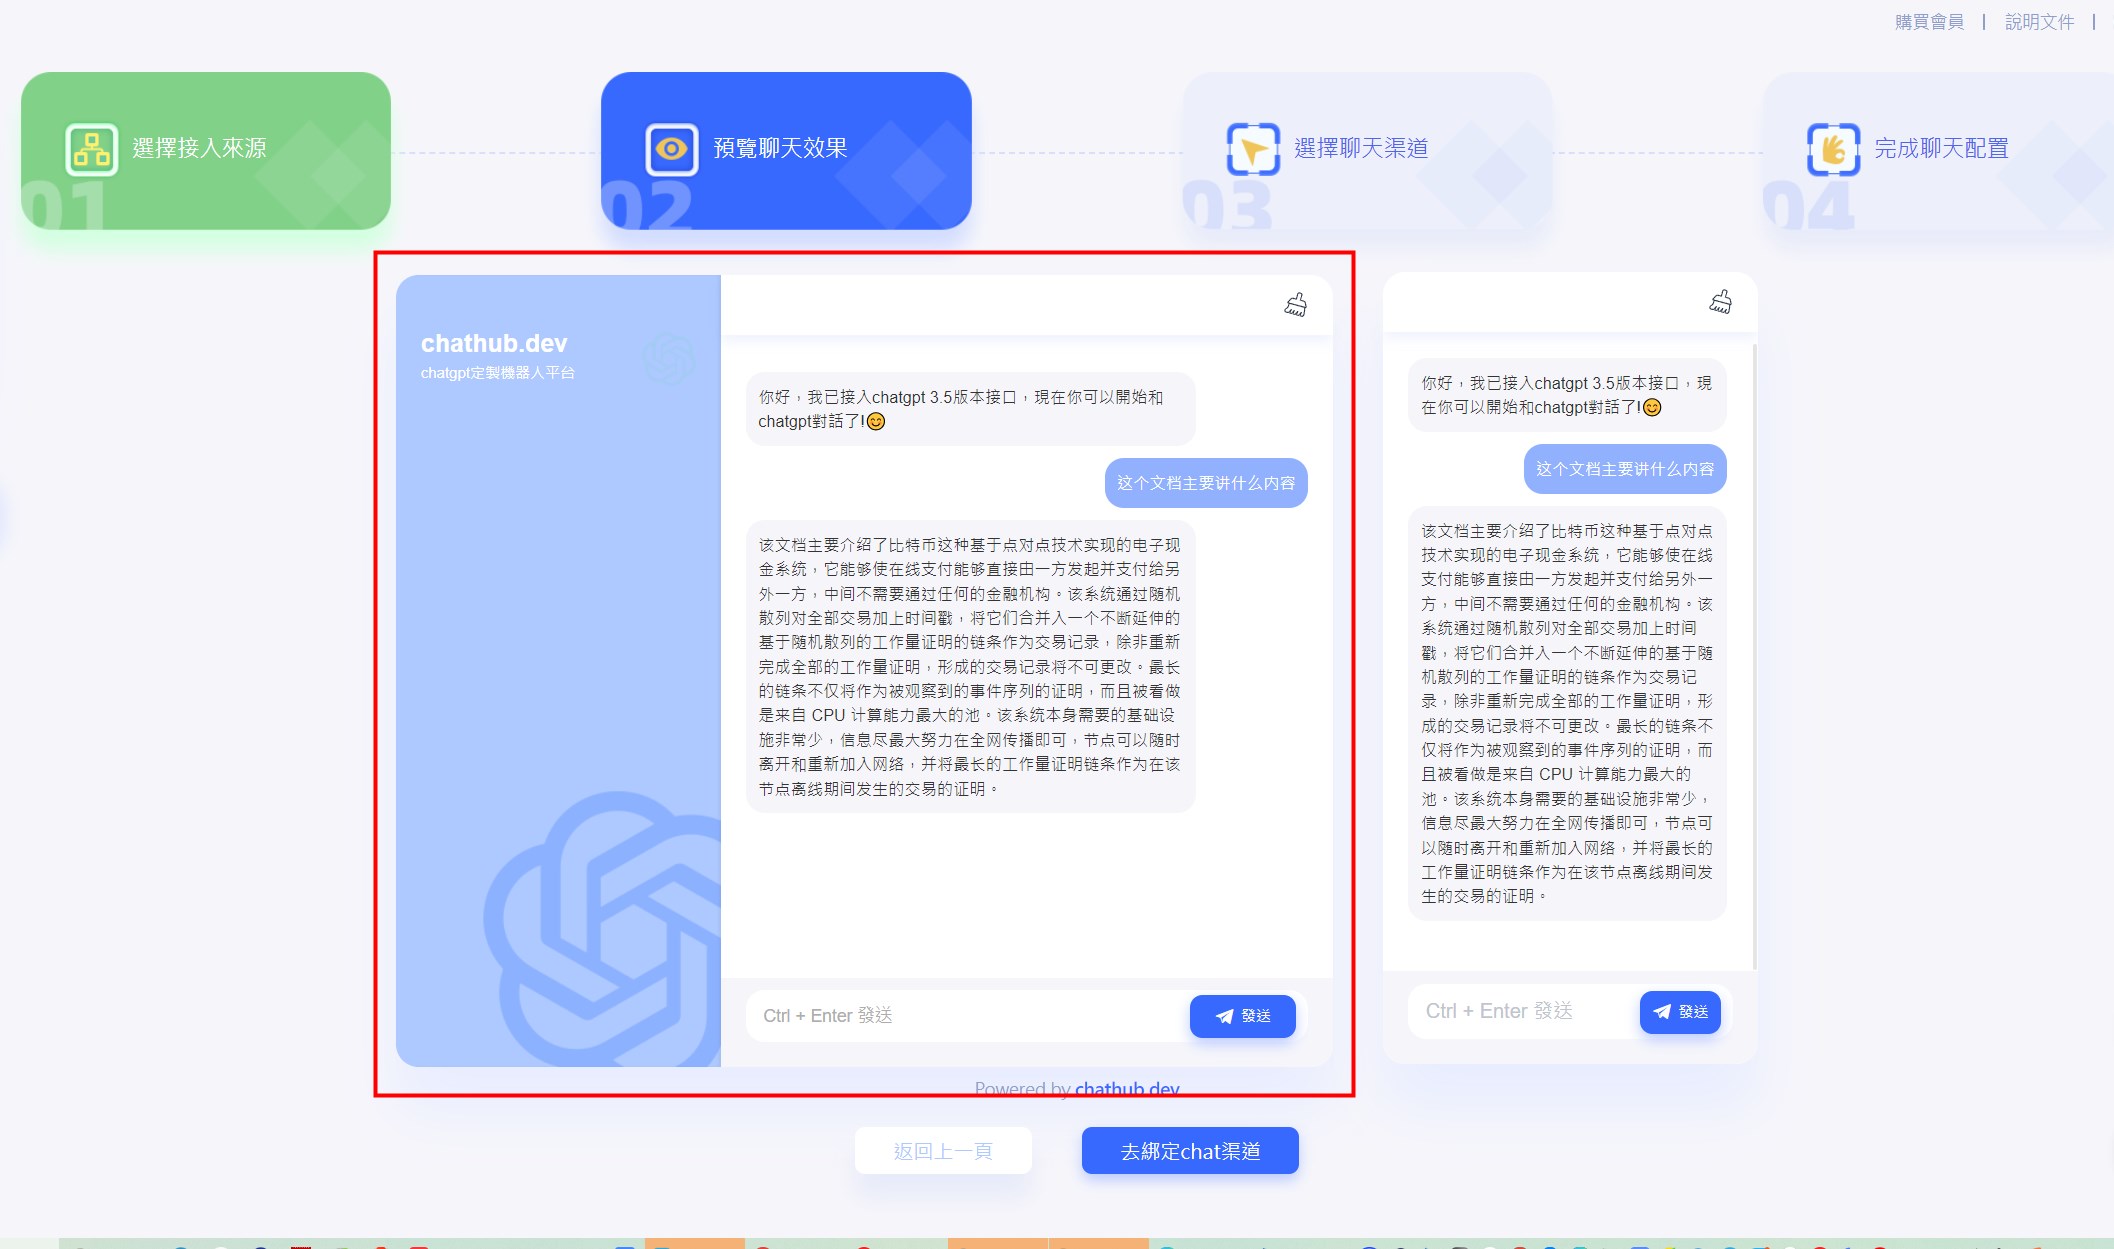 購買會員 | 說明文件 |
選擇接入來源
01
預覽聊天效果
02
選擇聊天渠道
03
完成聊天配置
04
chathub.dev
chatgpt定製機器人平台
你好，我已接入chatgpt 3.5版本接口，現在你可以開始和
chatgpt對話了!😊
这个文档主要讲什么内容
该文档主要介绍了比特币这种基于点对点技术实现的电子现
金系统，它能够使在线支付能够直接由一方发起并支付给另
外一方，中间不需要通过任何的金融机构。该系统通过随机
散列对全部交易加上时间戳，将它们合并入一个不断延伸的
基于随机散列的工作量证明的链条作为交易记录，除非重新
完成全部的工作量证明，形成的交易记录将不可更改。最长
的链条不仅将作为被观察到的事件序列的证明，而且被看做
是来自 CPU 计算能力最大的池。该系统本身需要的基础设
施非常少，信息尽最大努力在全网传播即可，节点可以随时
离开和重新加入网络，并将最长的工作量证明链条作为在该
节点离线期间发生的交易的证明。
Ctrl + Enter 發送
發送
Powered by chathub.dev
你好，我已接入chatgpt 3.5版本接口，現
在你可以開始和chatgpt對話了!😊
这个文档主要讲什么内容
该文档主要介绍了比特币这种基于点对点
技术实现的电子现金系统，它能够使在线
支付能够直接由一方发起并支付给另外一
方，中间不需要通过任何的金融机构。该
系统通过随机散列对全部交易加上时间
戳，将它们合并入一个不断延伸的基于随
机散列的工作量证明的链条作为交易记
录，除非重新完成全部的工作量证明，形
成的交易记录将不可更改。最长的链条不
仅将作为被观察到的事件序列的证明，而
且被看做是来自 CPU 计算能力最大的
池。该系统本身需要的基础设施非常少，
信息尽最大努力在全网传播即可，节点可
以随时离开和重新加入网络，并将最长的
工作量证明链条作为在该节点离线期间发
生的交易的证明。
Ctrl + Enter 發送
發送
返回上一頁
去綁定chat渠道